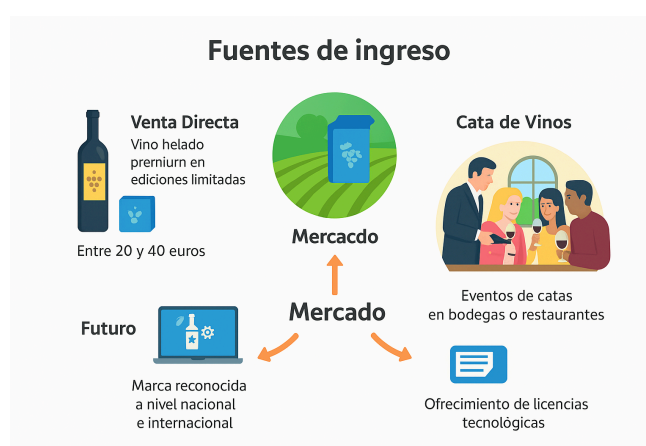 Fuentes de ingreso
Venta Directa
Vino helado
prerniurn en
ediciones limitadas
Entre 20 y 40 euros
Mercacdo
Cata de Vinos
Eventos de catas
en bodegas o restaurantes
Mercado
Futuro
Marca reconocida
a nivel nacional
e internacional
Ofrecimiento de licencias
tecnológicas